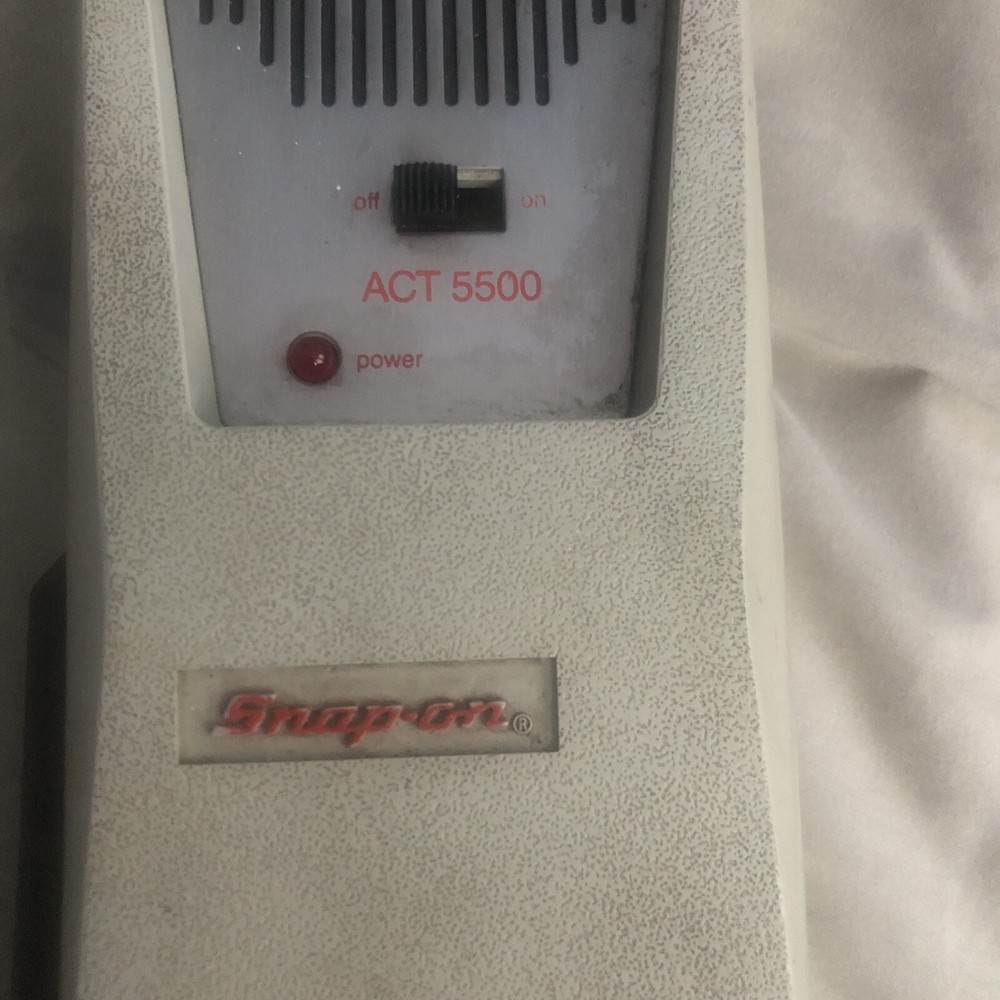 off on
ACT 5500
power
Snap-on®